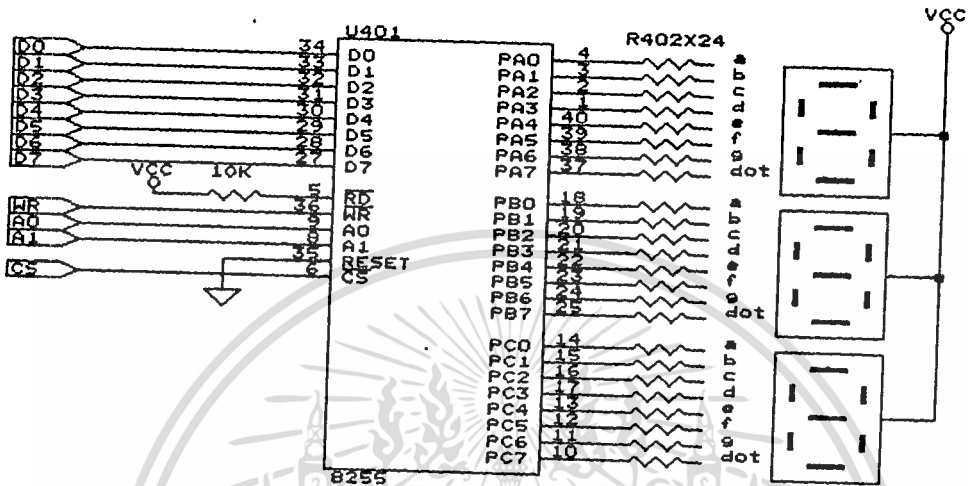 VCC
U401
R402X24
D0 34 D0 PA0 4 a
D1 33 D1 PA1 3 b
D2 32 D2 PA2 2 c
D3 31 D3 PA3 1 d
D4 30 D4 PA4 40 e
D5 29 D5 PA5 39 f
D6 28 D6 PA6 38 g
D7 27 D7 PA7 37 dot
VCC 10K
5 RD PB0 18 a
WR 36 WR PB1 19 b
A0 9 A0 PB2 20 c
A1 8 A1 PB3 21 d
35 RESET PB4 22 e
CS 6 CS PB5 23 f
PB6 24 g
PB7 25 dot
PC0 14 a
PC1 15 b
PC2 16 c
PC3 17 d
PC4 13 e
PC5 12 f
PC6 11 g
PC7 10 dot
8255